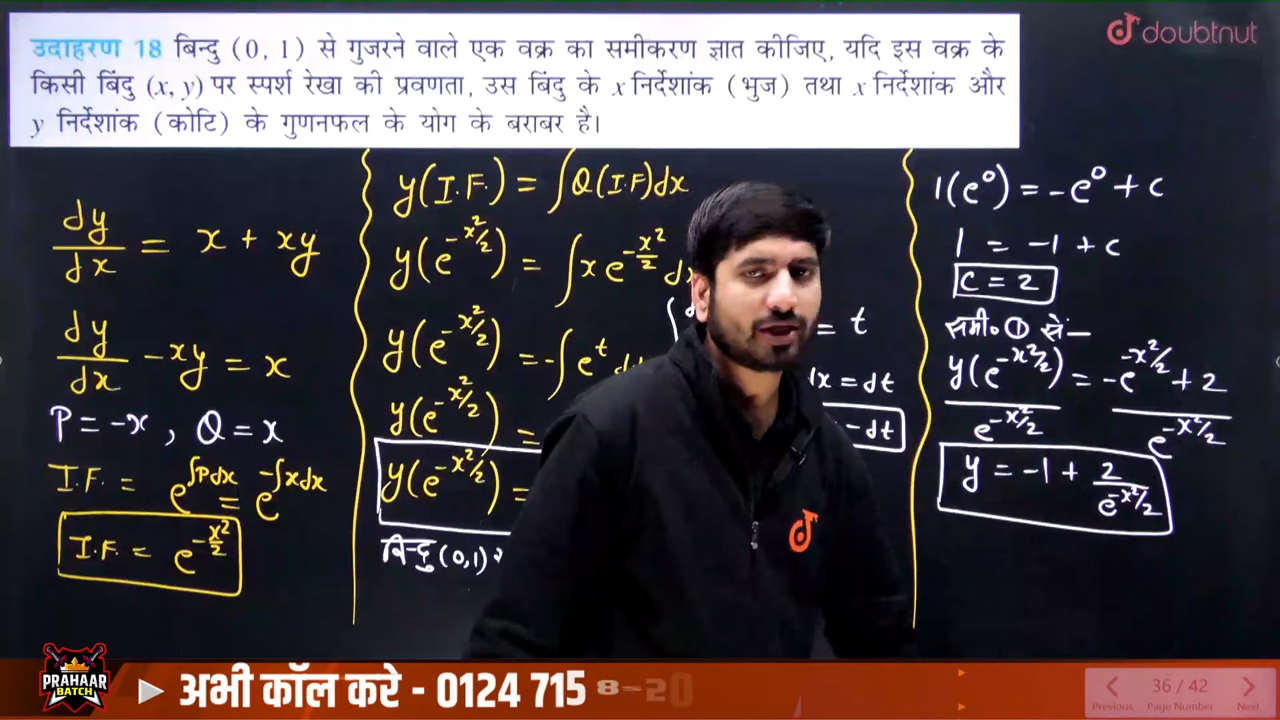 उदाहरण 18 बिन्दु (0, 1) से गुजरने वाले एक वक्र का समीकरण ज्ञात कीजिए, यदि इस वक्र के
किसी बिंदु (x, y) पर स्पर्श रेखा की प्रवणता, उस बिंदु के x निर्देशांक (भुज) तथा x निर्देशांक और
y निर्देशांक (कोटि) के गुणनफल के योग के बराबर है।
doubtnut
dy/dx = x + xy
dy/dx - xy = x
P = -x , Q = x
I.F. = e^∫Pdx = e^-∫xdx
I.F. = e^-x²/2
y(I.F.) = ∫Q(I.F)dx
y(e^-x²/2) = ∫x e^-x²/2 dx
y(e^-x²/2) = -∫e^t
= t
dx = dt
-dt
y(e^-x²/2) =
y(e^-x²/2) =
बिन्दु (0,1)
1(e⁰) = -e⁰ + c
1 = -1 + c
c = 2
समी० ① से-
y(e^-x²/2)/e^-x²/2 = -e^-x²/2 + 2/e^-x²/2
y = -1 + 2/e^-x²/2
PRAHAAR
BATCH
अभी कॉल करे - 0124 715 8-20
36 / 42
Previous Page Number Next